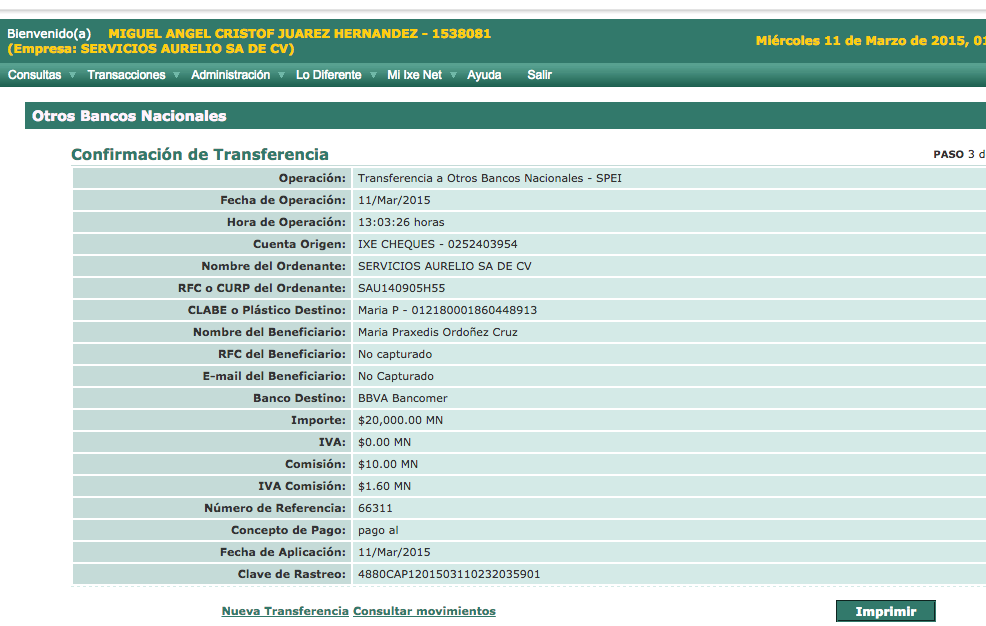 Bienvenido(a) MIGUEL ANGEL CRISTOF JUAREZ HERNANDEZ - 1538081
(Empresa: SERVICIOS AURELIO SA DE CV)
Miércoles 11 de Marzo de 2015, 01
Consultas Transacciones Administración Lo Diferente Mi Ixe Net Ayuda Salir
Otros Bancos Nacionales
Confirmación de Transferencia
PASO 3 d
Operación: Transferencia a Otros Bancos Nacionales - SPEI
Fecha de Operación: 11/Mar/2015
Hora de Operación: 13:03:26 horas
Cuenta Origen: IXE CHEQUES - 0252403954
Nombre del Ordenante: SERVICIOS AURELIO SA DE CV
RFC o CURP del Ordenante: SAU140905H55
CLABE o Plástico Destino: Maria P - 012180001860448913
Nombre del Beneficiario: Maria Praxedis Ordoñez Cruz
RFC del Beneficiario: No capturado
E-mail del Beneficiario: No Capturado
Banco Destino: BBVA Bancomer
Importe: $20,000.00 MN
IVA: $0.00 MN
Comisión: $10.00 MN
IVA Comisión: $1.60 MN
Número de Referencia: 66311
Concepto de Pago: pago al
Fecha de Aplicación: 11/Mar/2015
Clave de Rastreo: 4880CAP1201503110232035901
Nueva Transferencia Consultar movimientos
Imprimir